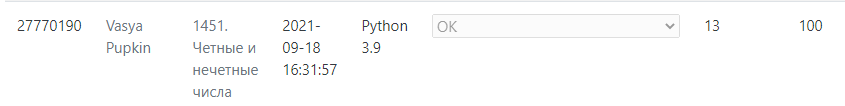 27770190 Vasya Pupkin 1451. Четные и нечетные числа 2021-09-18 16:31:57 Python 3.9 OK 13 100